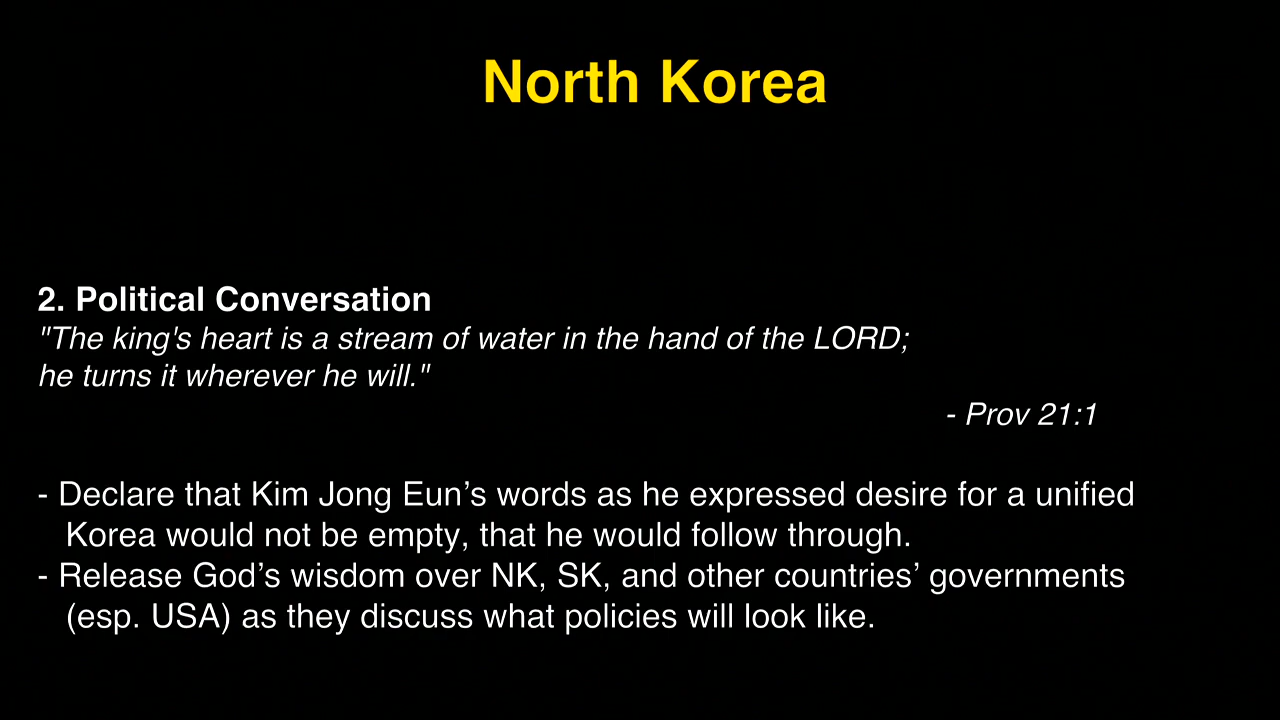 North Korea
2. Political Conversation
"The king's heart is a stream of water in the hand of the LORD;
he turns it wherever he will."
- Prov 21:1
- Declare that Kim Jong Eun’s words as he expressed desire for a unified
Korea would not be empty, that he would follow through.
- Release God’s wisdom over NK, SK, and other countries’ governments
(esp. USA) as they discuss what policies will look like.